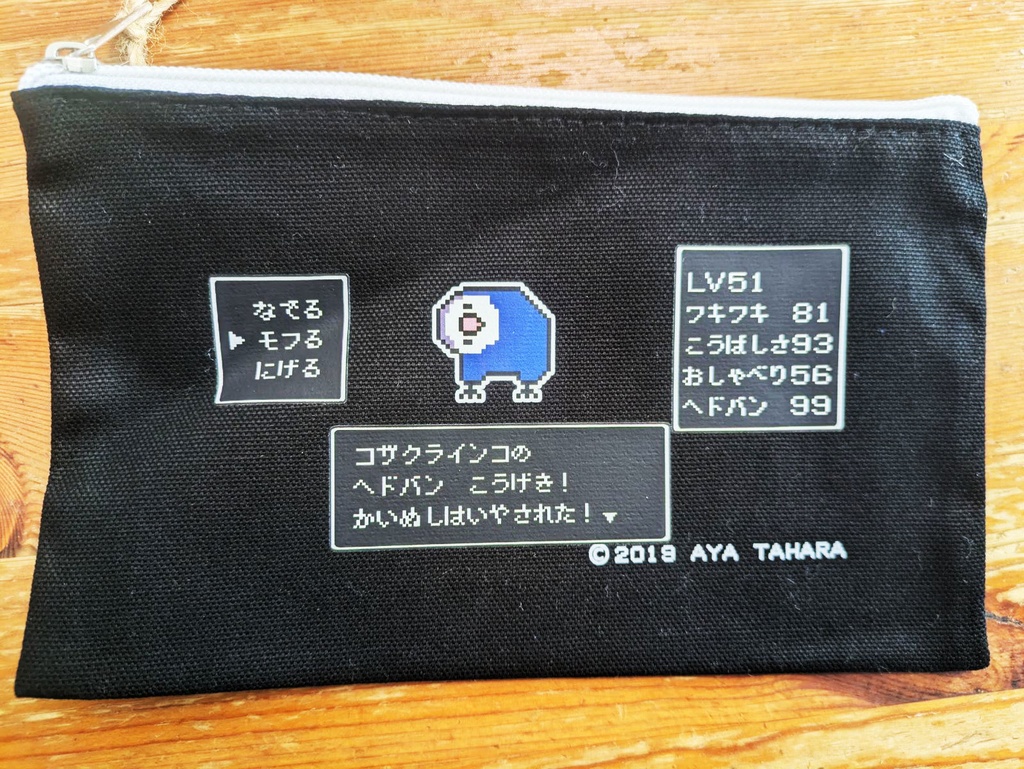 なでる
▶ モフる
にげる
LV51
フキフキ 81
こうばしさ93
おしゃべり56
ヘドバン 99
コザクラインコの
ヘドバン こうげき!
かいぬしはいやされた!▼
©2019 AYA TAHARA